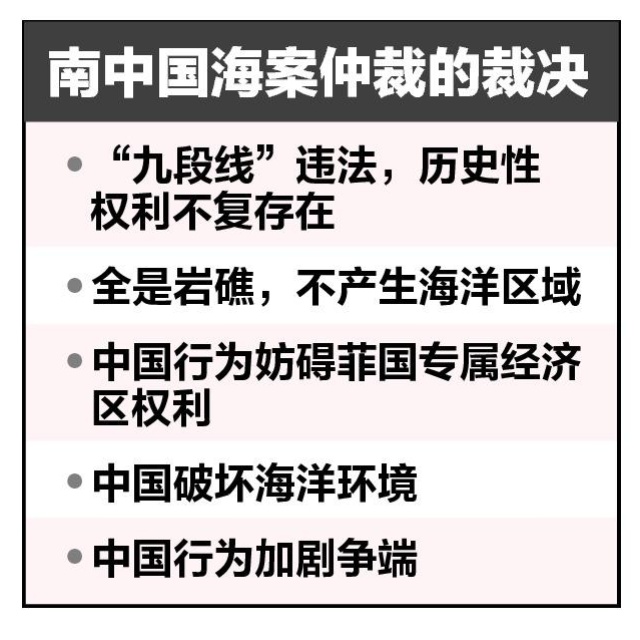 南中国海案仲裁的裁决
• “九段线”违法，历史性
权利不复存在
• 全是岩礁，不产生海洋区域
• 中国行为妨碍菲国专属经济
区权利
• 中国破坏海洋环境
• 中国行为加剧争端